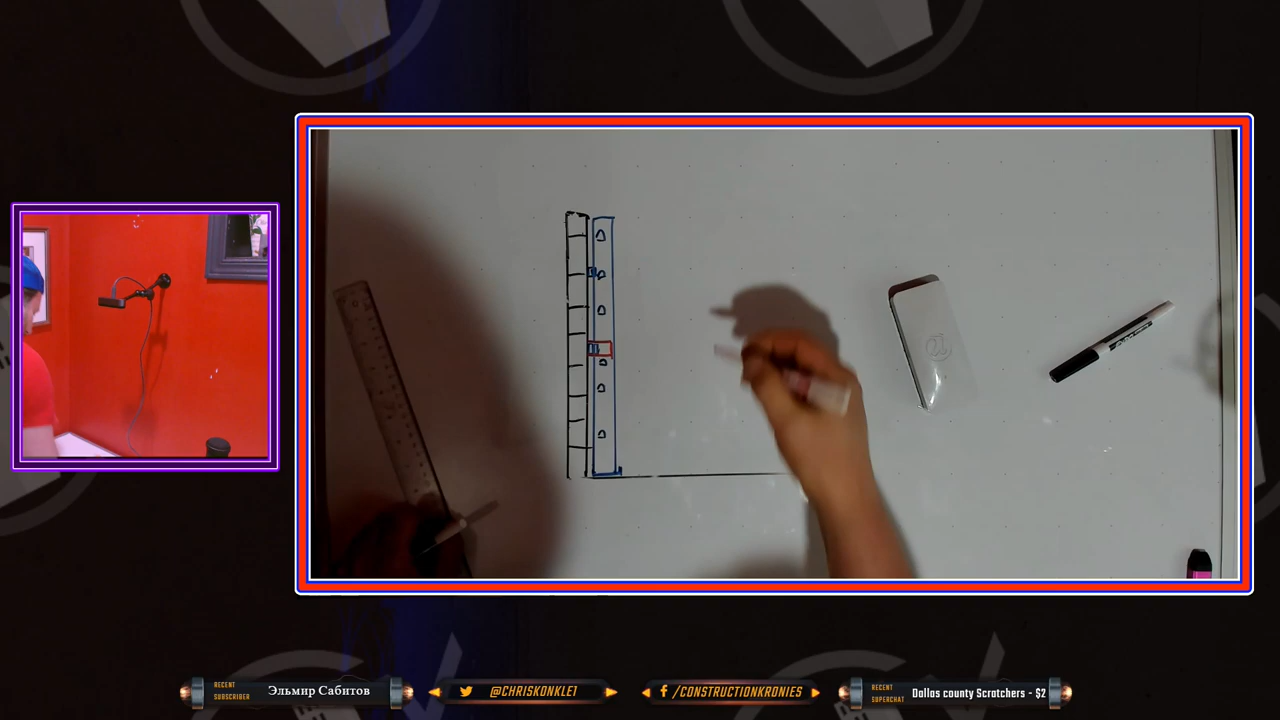 RECENT
SUBSCRIBER
Эльмир Сабитов
@CHRISKONKLE1
/CONSTRUCTIONKRONIES
RECENT
SUPERCHAT
Dallas county Scratchers - $2